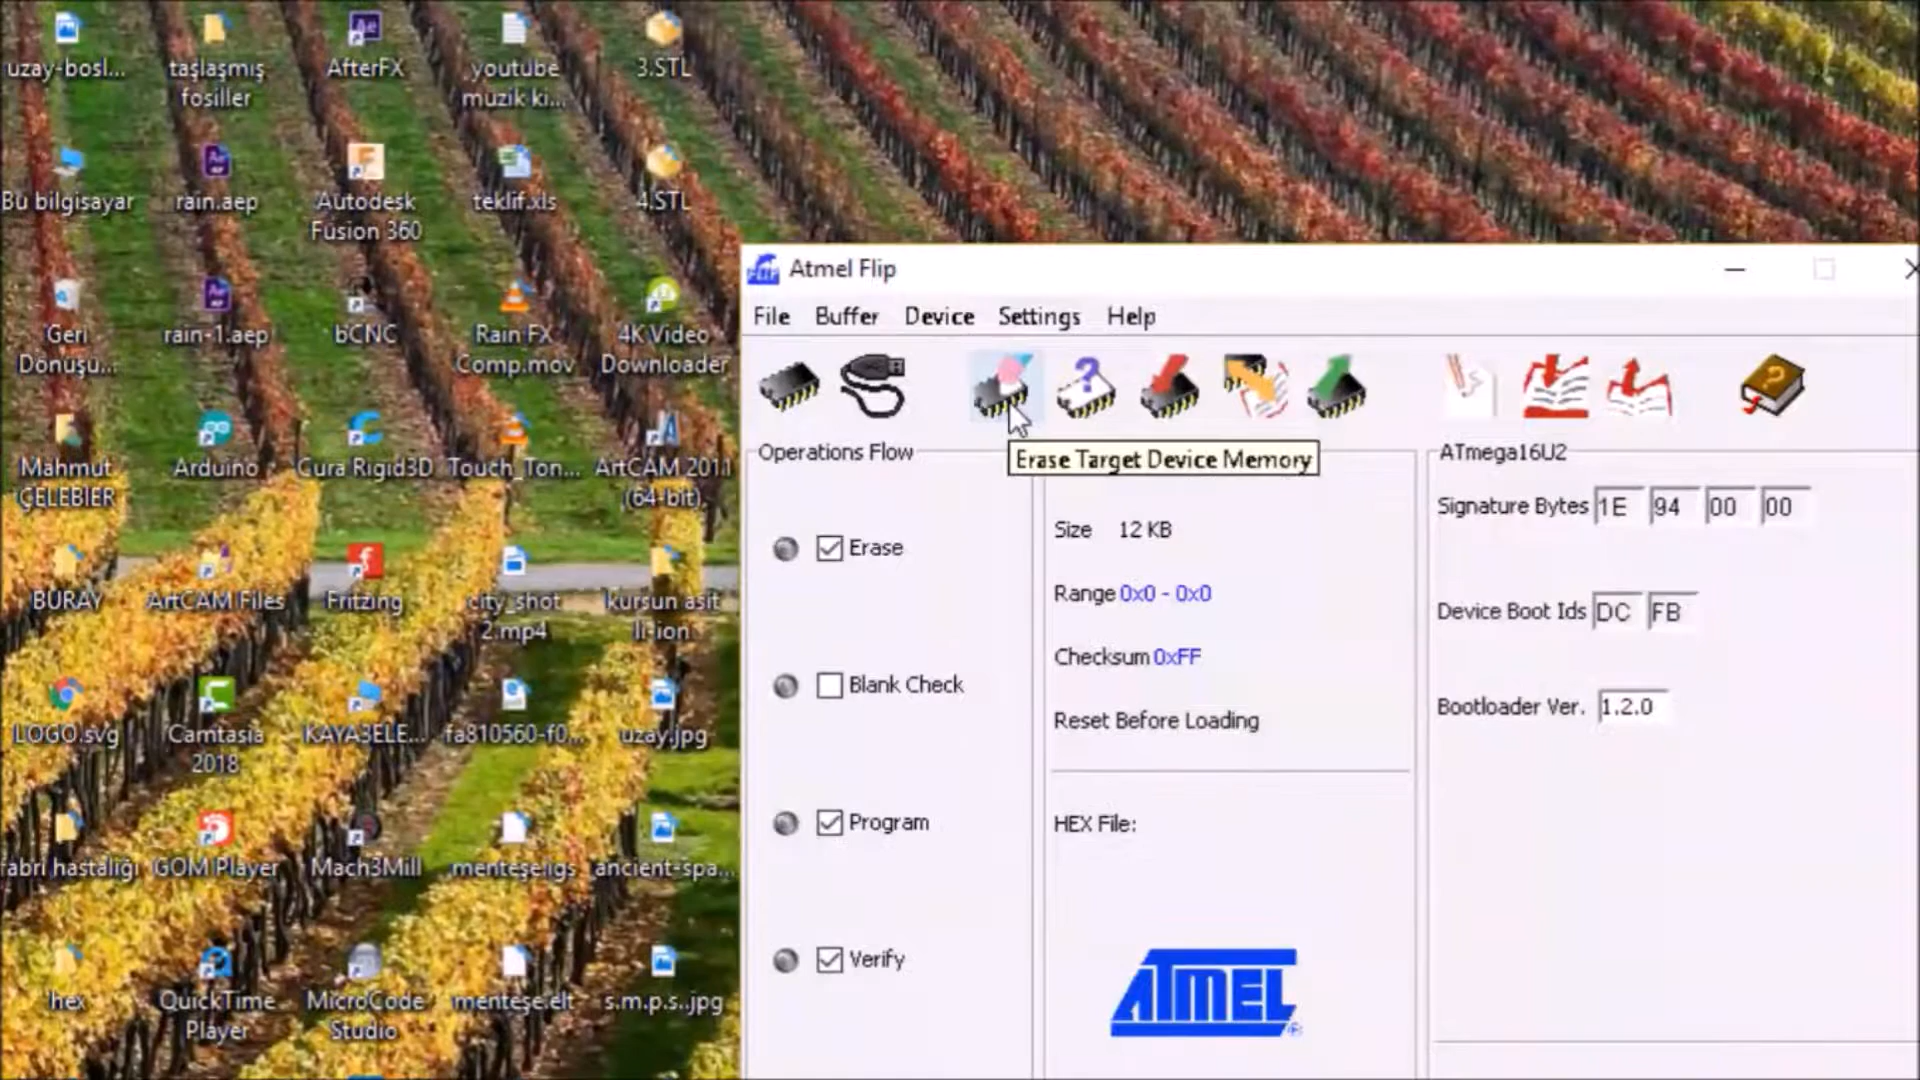 uzay-bosl...
taşlaşmış
fosiller
AfterFX
youtube
muzik ki...
3.STL
Bu bilgisayar
rain.aep
Autodesk
Fusion 360
teklif.xls
4.STL
Geri
Dönüşü...
rain-1.aep
bCNC
Rain FX
Comp.mov
4K Video
Downloader
Mahmut
ÇELEBİER
Arduino
Cura Rigid3D
Touch_Ton...
ArtCAM 2011
(64-bit)
BURAY
ArtCAM Files
Fritzing
city_shot
2.mp4
kursun asit
li-ion
LOGO.svg
Camtasia
2018
KAYA3ELE...
fa810560-f0...
uzay.jpg
fabri hastalığı
GOM Player
Mach3Mill
menteşe.igs
ancient-spa...
hex
QuickTime
Player
MicroCode
Studio
menteşe.elt
s.m.p.s..jpg
Atmel Flip
File Buffer Device Settings Help
Erase Target Device Memory
Operations Flow
Erase
Blank Check
Program
Verify
Size 12 KB
Range 0x0 - 0x0
Checksum 0xFF
Reset Before Loading
HEX File:
ATMEL®
ATmega16U2
Signature Bytes 1E 94 00 00
Device Boot Ids DC FB
Bootloader Ver. 1.2.0